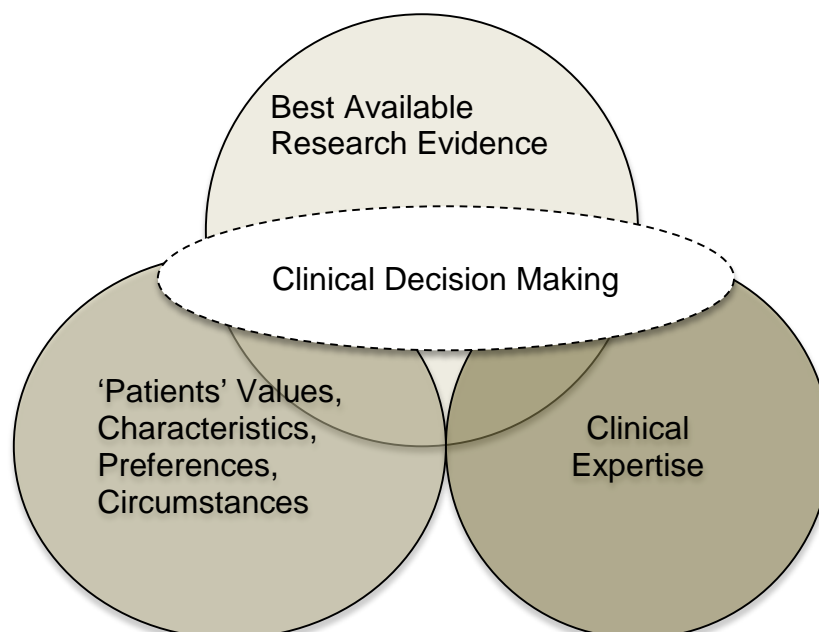 Best Available
Research Evidence
Clinical Decision Making
‘Patients’ Values,
Characteristics,
Preferences,
Circumstances
Clinical
Expertise